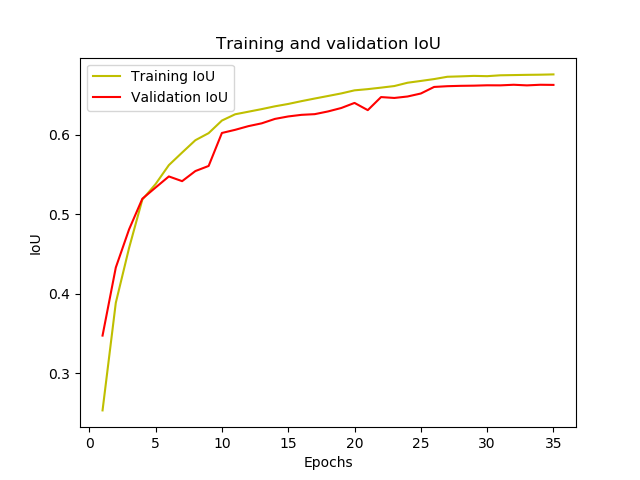 Training and validation IoU
Training IoU
Validation IoU
0.6
0.5
0.4
0.3
IoU
0
5
10
15
20
25
30
35
Epochs